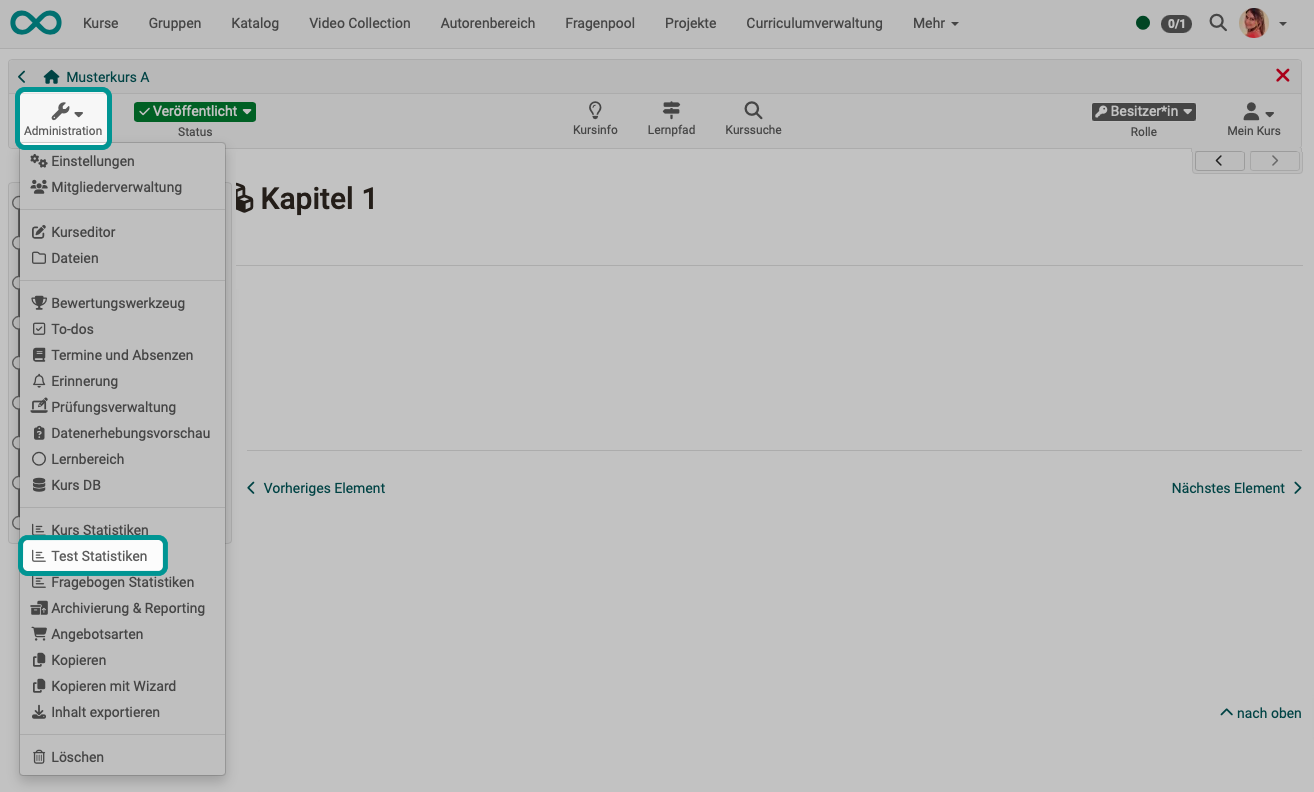 Kurse Gruppen Katalog Video Collection Autorenbereich Fragenpool Projekte Curriculumverwaltung Mehr 0/1
Musterkurs A
Administration
Veröffentlicht
Status
Kursinfo
Lernpfad
Kurssuche
Besitzer*in
Rolle
Mein Kurs
Einstellungen
Mitgliederverwaltung
Kurseditor
Dateien
Bewertungswerkzeug
To-dos
Termine und Absenzen
Erinnerung
Prüfungsverwaltung
Datenerhebungsvorschau
Lernbereich
Kurs DB
Kurs Statistiken
Test Statistiken
Fragebogen Statistiken
Archivierung & Reporting
Angebotsarten
Kopieren
Kopieren mit Wizard
Inhalt exportieren
Löschen
Kapitel 1
Vorheriges Element
Nächstes Element
nach oben